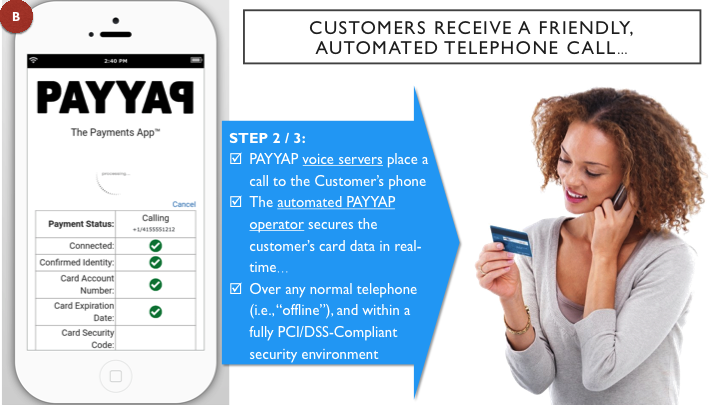 B
CUSTOMERS RECEIVE A FRIENDLY,
AUTOMATED TELEPHONE CALL...
2:40 PM
PAYYAP
The Payments App™
processing...
Cancel
Payment Status: Calling
+1/4155551212
Connected:
Confirmed Identity:
Card Account
Number:
Card Expiration
Date:
Card Security
Code:
STEP 2 / 3:
☑ PAYYAP voice servers place a
call to the Customer's phone
☑ The automated PAYYAP
operator secures the
customer's card data in real-
time...
☑ Over any normal telephone
(i.e., “offline”), and within a
fully PCI/DSS-Compliant
security environment